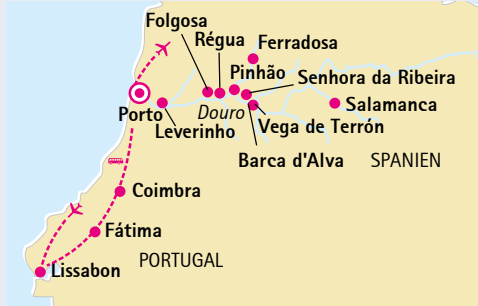 Folgosa
Régua
Ferradosa
Pinhão
Senhora da Ribeira
Porto
Douro
Salamanca
Leverinho
Vega de Terrón
Barca d'Alva
SPANIEN
Coimbra
Fátima
PORTUGAL
Lissabon